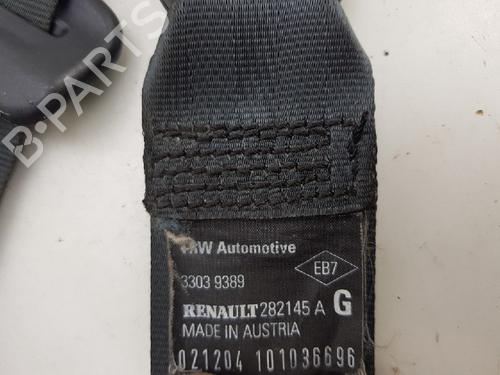 TRW Automotive
3303 9389
EB7
RENAULT 282145 A G
MADE IN AUSTRIA
021204 101036696
B-PARTS